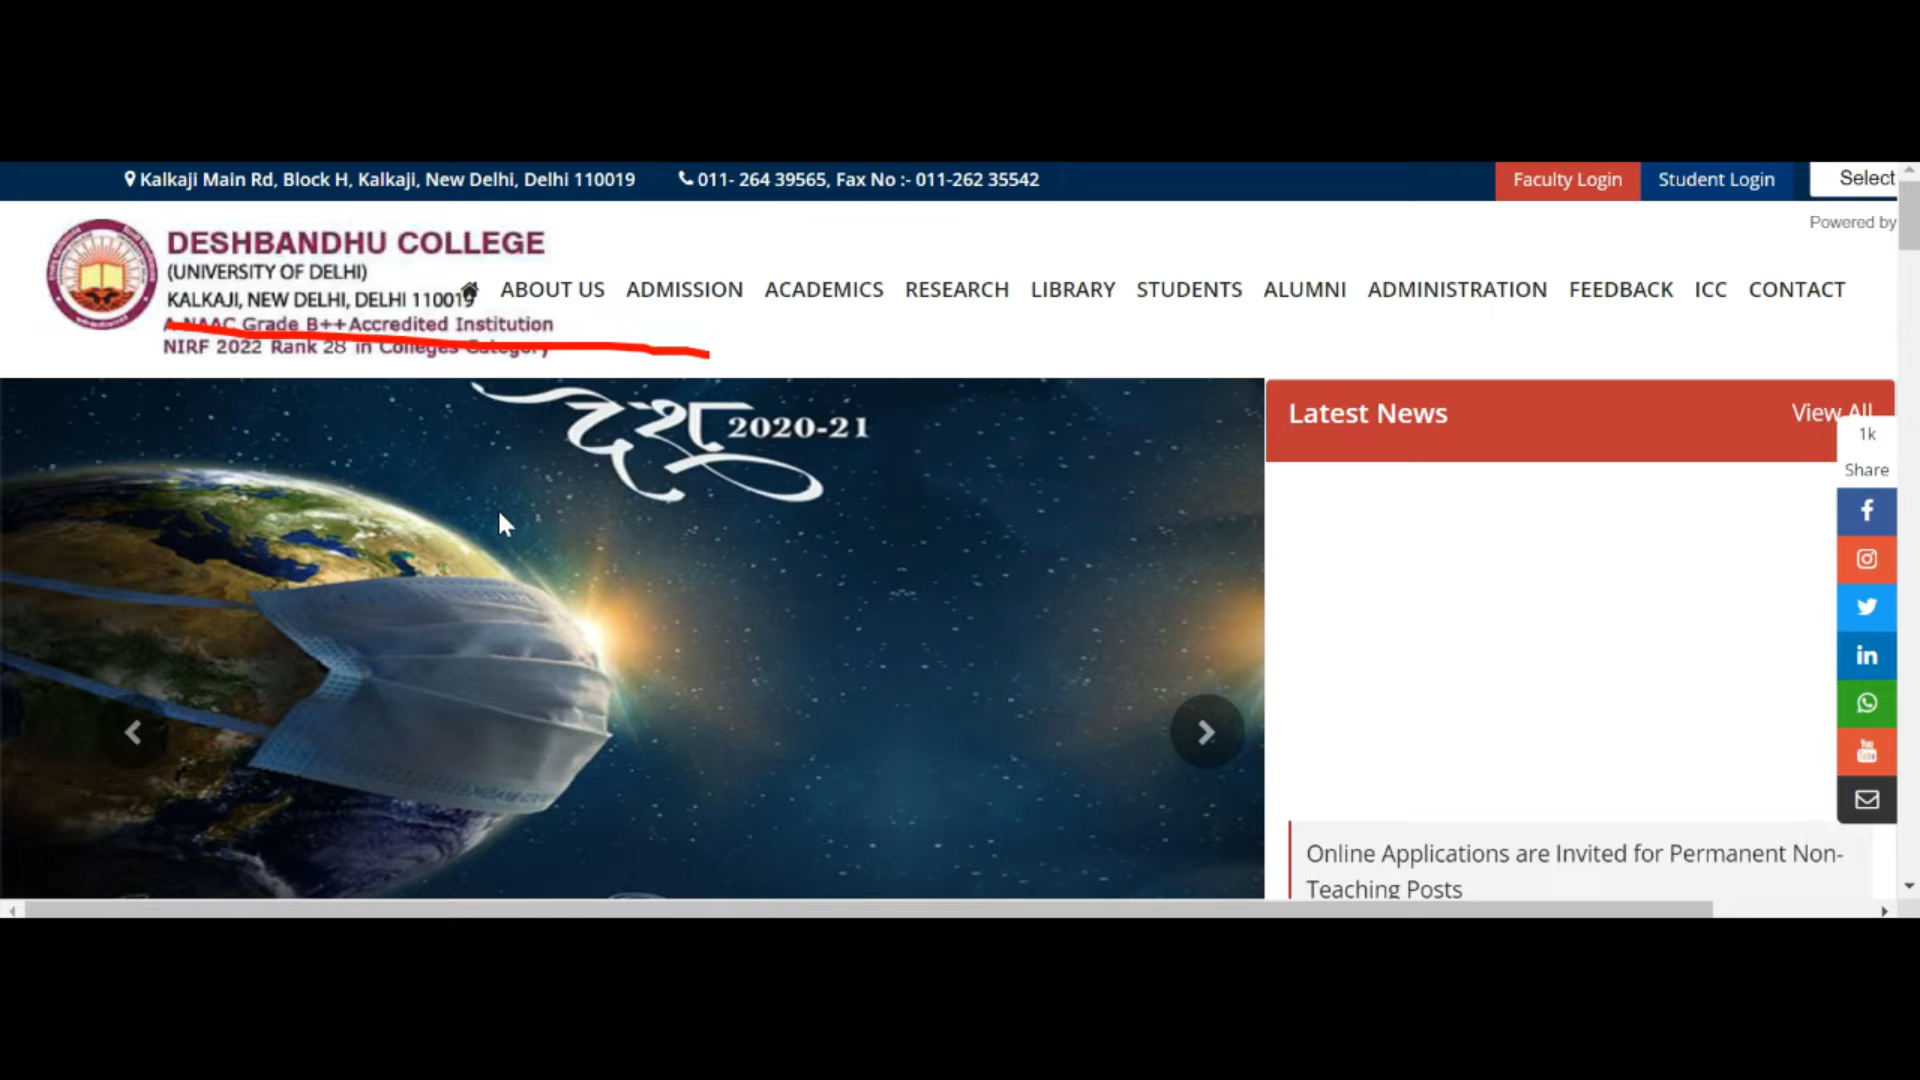 Kalkaji Main Rd, Block H, Kalkaji, New Delhi, Delhi 110019
011- 264 39565, Fax No :- 011-262 35542
Faculty Login
Student Login
Select
Powered by
DESHBANDHU COLLEGE
(UNIVERSITY OF DELHI)
KALKAJI, NEW DELHI, DELHI 110019
A NAAC Grade B++ Accredited Institution
NIRF 2022 Rank 28 in Colleges Category
ABOUT US ADMISSION ACADEMICS RESEARCH LIBRARY STUDENTS ALUMNI ADMINISTRATION FEEDBACK ICC CONTACT
देश 2020-21
Latest News
View All
1k
Share
Online Applications are Invited for Permanent Non-
Teaching Posts